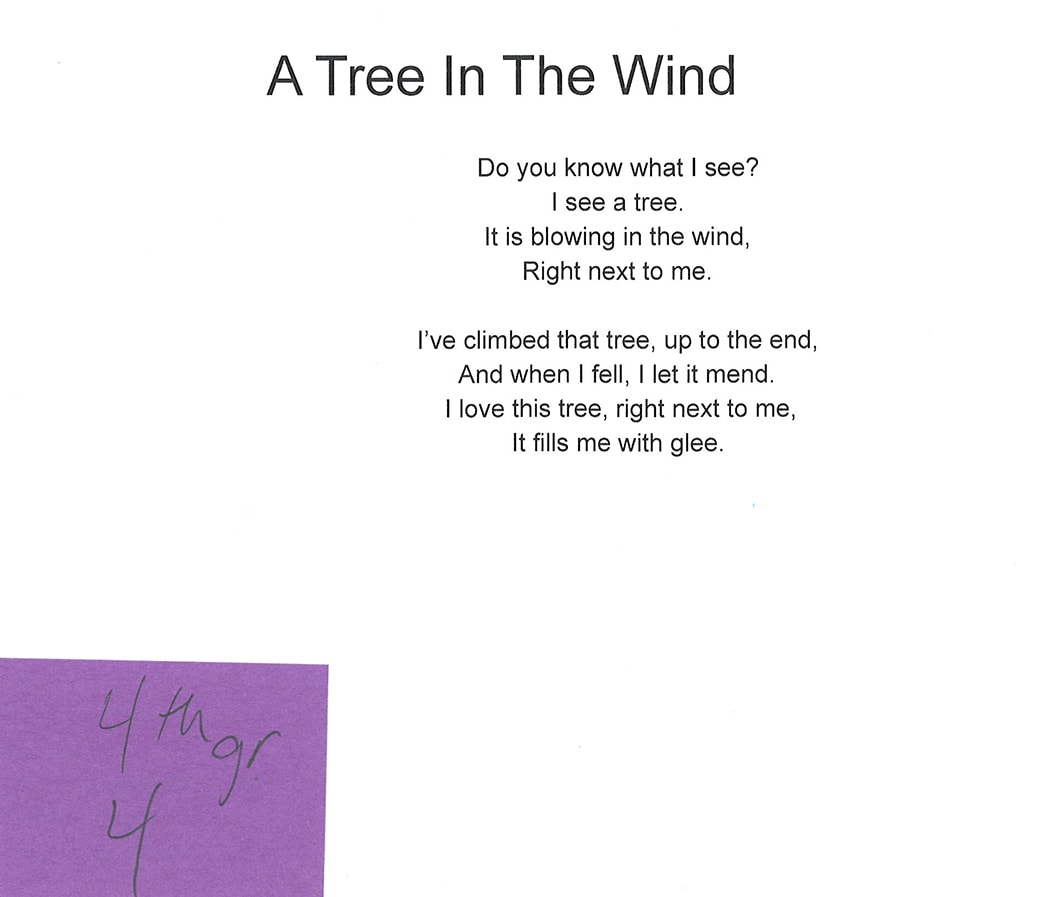 A Tree In The Wind
Do you know what I see?
I see a tree.
It is blowing in the wind,
Right next to me.
I've climbed that tree, up to the end,
And when I fell, I let it mend.
I love this tree, right next to me,
It fills me with glee.
4th gr
4